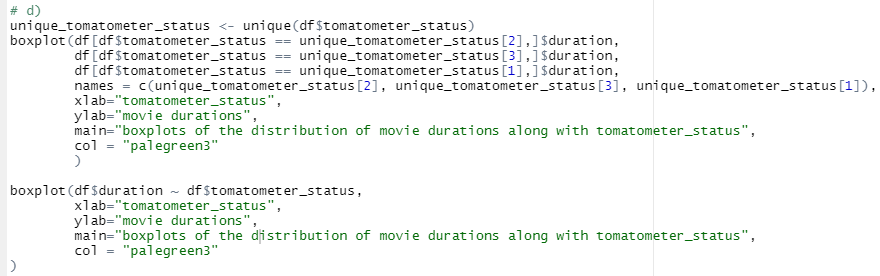 # d)
unique_tomatometer_status <- unique(df$tomatometer_status)
boxplot(df[df$tomatometer_status == unique_tomatometer_status[2],]$duration,
        df[df$tomatometer_status == unique_tomatometer_status[3],]$duration,
        df[df$tomatometer_status == unique_tomatometer_status[1],]$duration,
        names = c(unique_tomatometer_status[2], unique_tomatometer_status[3], unique_tomatometer_status[1]),
        xlab="tomatometer_status",
        ylab="movie durations",
        main="boxplots of the distribution of movie durations along with tomatometer_status",
        col = "palegreen3"
        )
boxplot(df$duration ~ df$tomatometer_status,
        xlab="tomatometer_status",
        ylab="movie durations",
        main="boxplots of the distribution of movie durations along with tomatometer_status",
        col = "palegreen3"
)